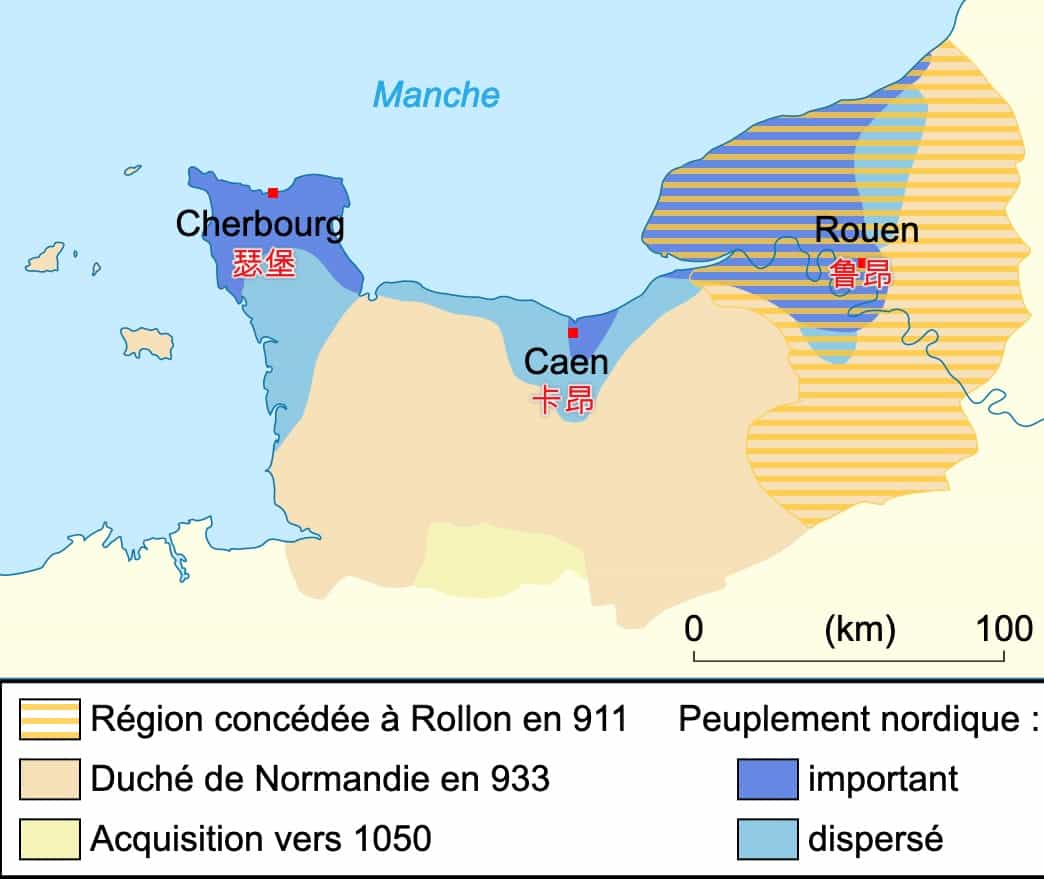 Manche
Cherbourg
瑟堡
Rouen
鲁昂
Caen
卡昂
0 (km) 100
Région concédée à Rollon en 911
Duché de Normandie en 933
Acquisition vers 1050
Peuplement nordique :
important
dispersé